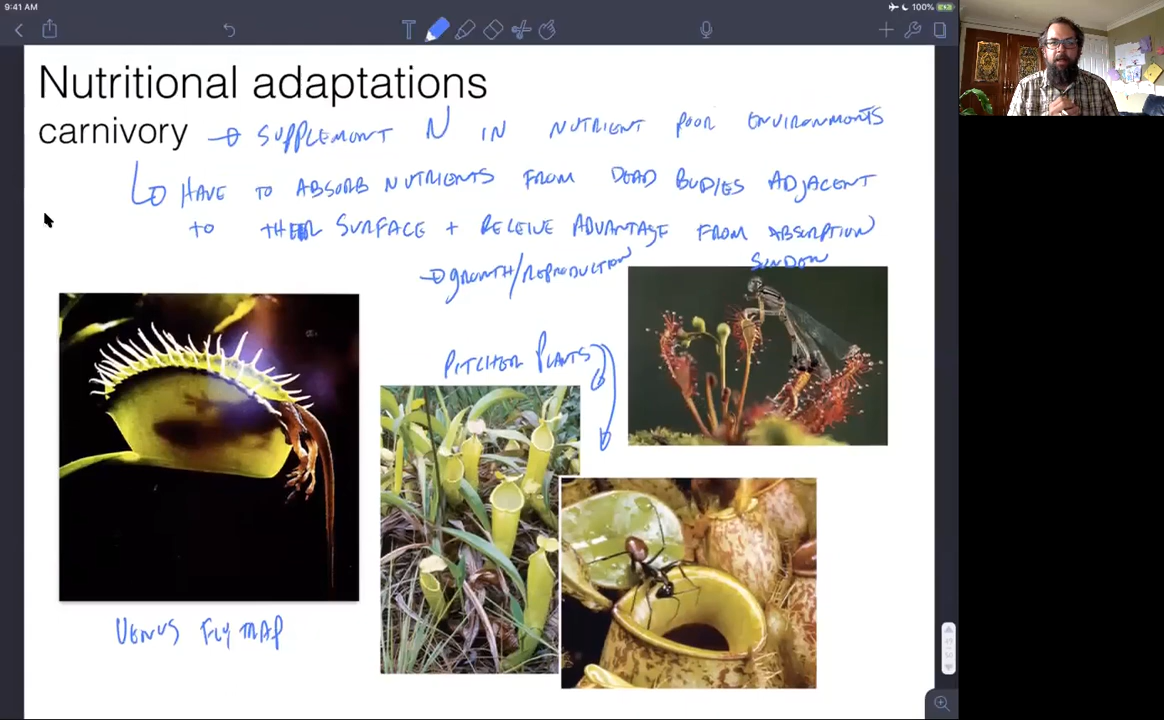 9:41 AM
100%
T
Nutritional adaptations
carnivory → SUPPLEMENT N IN NUTRIENT POOR ENVIRONMENTS
HAVE TO ABSORB NUTRIENTS FROM DEAD BODIES ADJACENT
TO THEIR SURFACE + RECEIVE ADVANTAGE FROM ABSORPTION
→ GROWTH/REPRODUCTION
SUNDEW
PITCHER PLANTS
VENUS FLY TRAP